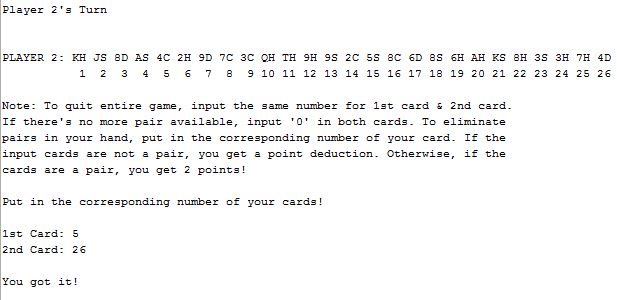 Player 2's Turn
PLAYER 2: KH JS 8D AS 4C 2H 9D 7C 3C QH TH 9H 9S 2C 5S 8C 6D 8S 6H AH KS 8H 3S 3H 7H 4D
1 2 3 4 5 6 7 8 9 10 11 12 13 14 15 16 17 18 19 20 21 22 23 24 25 26
Note: To quit entire game, input the same number for 1st card & 2nd card.
If there's no more pair available, input '0' in both cards. To eliminate
pairs in your hand, put in the corresponding number of your card. If the
input cards are not a pair, you get a point deduction. Otherwise, if the
cards are a pair, you get 2 points!
Put in the corresponding number of your cards!
1st Card: 5
2nd Card: 26
You got it!